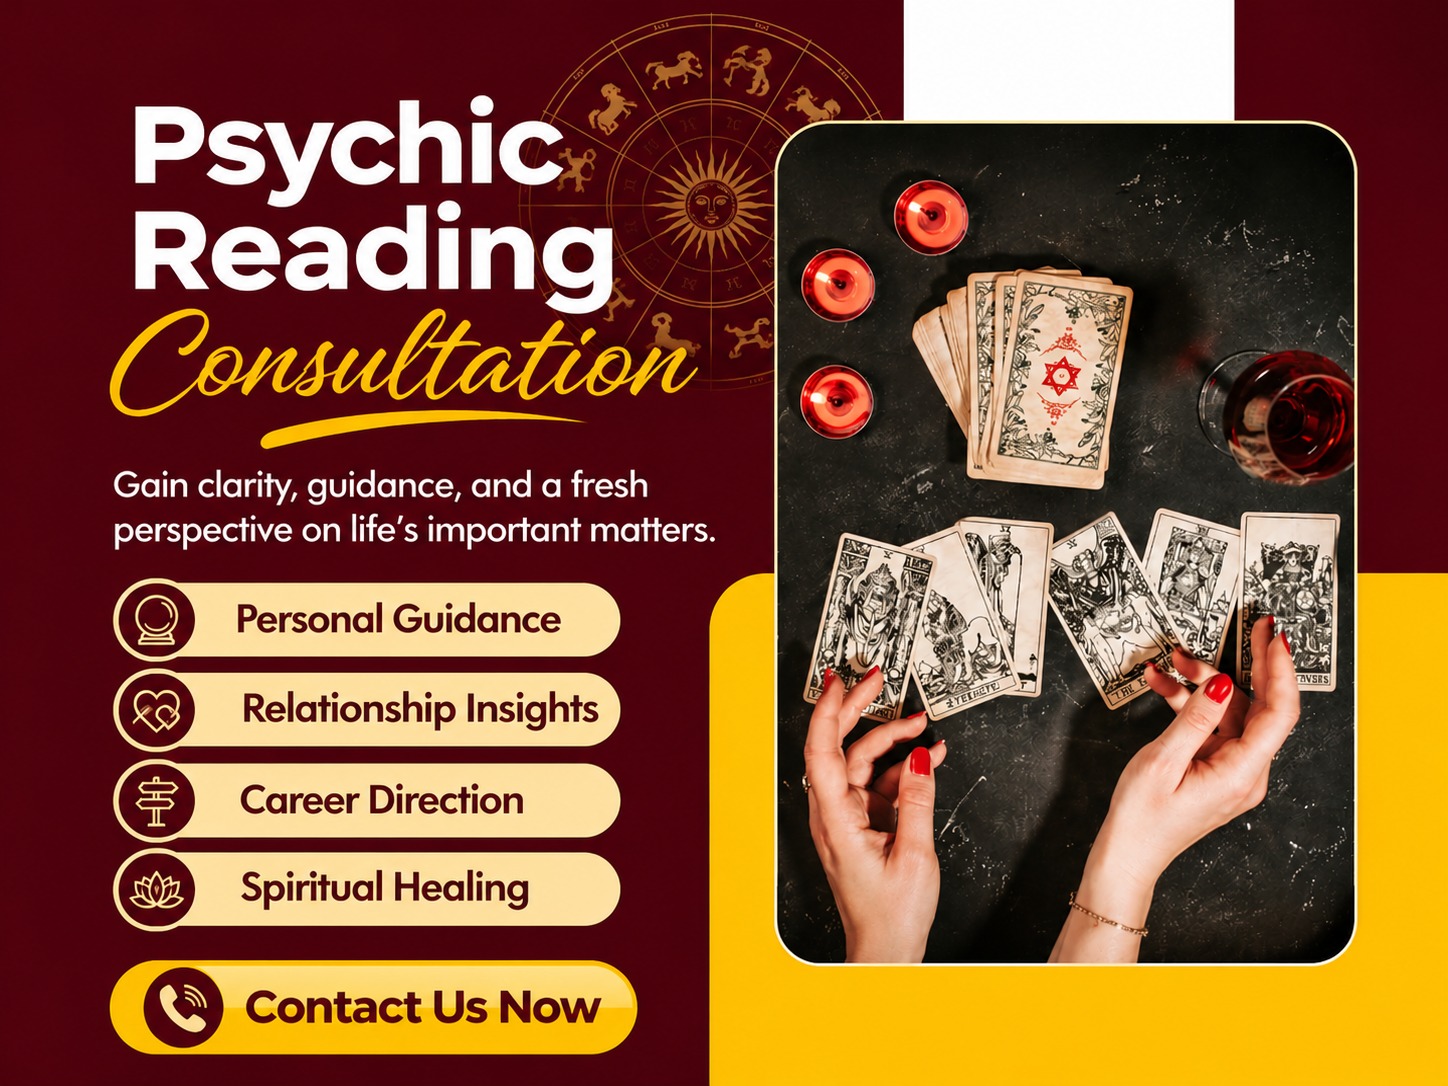 Psychic
Reading
Consultation
Gain clarity, guidance, and a fresh
perspective on life's important matters.
Personal Guidance
Relationship Insights
Career Direction
Spiritual Healing
Contact Us Now